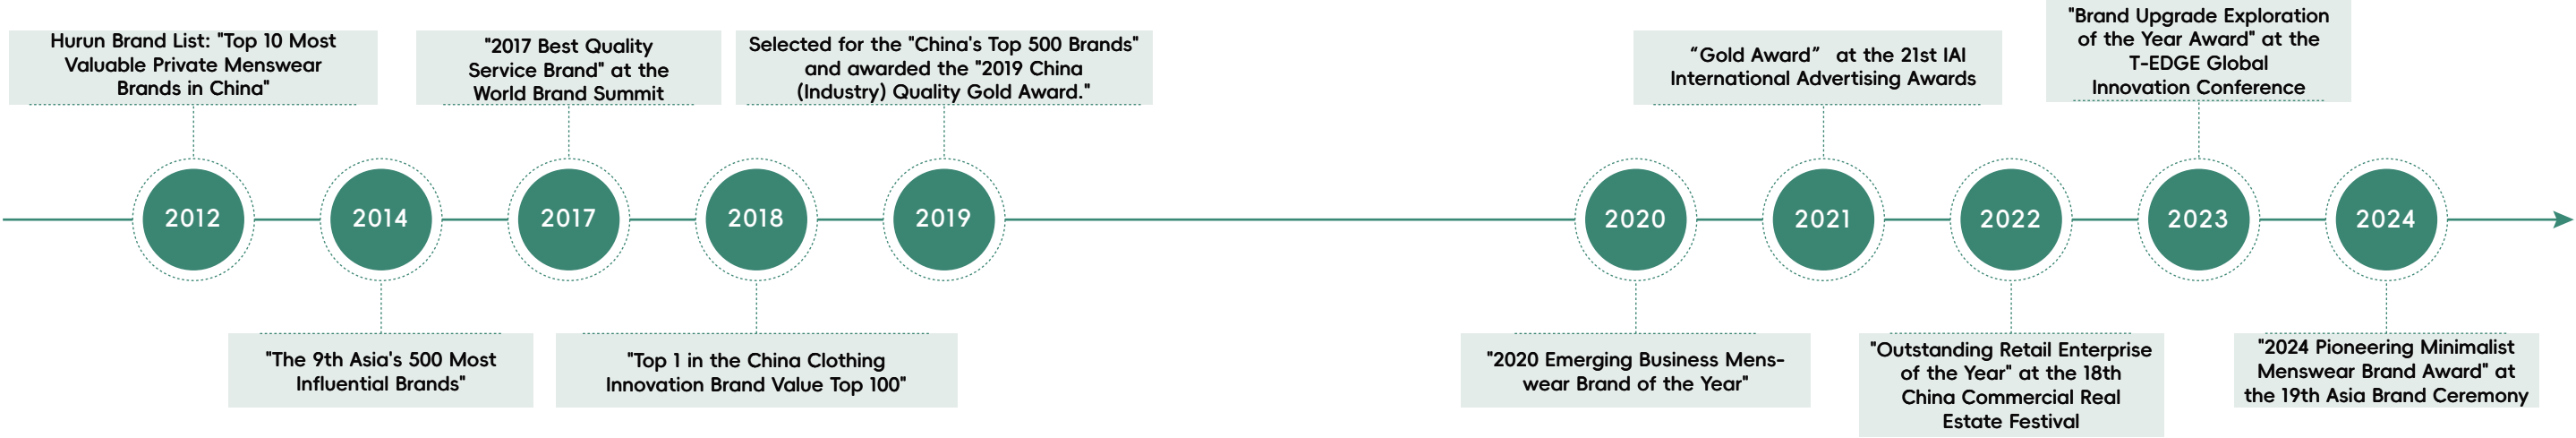 Hurun Brand List: "Top 10 Most
Valuable Private Menswear
Brands in China"
"2017 Best Quality
Service Brand" at the
World Brand Summit
Selected for the "China's Top 500 Brands"
and awarded the "2019 China
(Industry) Quality Gold Award."
“Gold Award” at the 21st IAI
International Advertising Awards
"Brand Upgrade Exploration
of the Year Award" at the
T-EDGE Global
Innovation Conference
2012
2014
2017
2018
2019
2020
2021
2022
2023
2024
"The 9th Asia's 500 Most
Influential Brands"
"Top 1 in the China Clothing
Innovation Brand Value Top 100"
"2020 Emerging Business Mens-
wear Brand of the Year"
"Outstanding Retail Enterprise
of the Year" at the 18th
China Commercial Real
Estate Festival
"2024 Pioneering Minimalist
Menswear Brand Award" at
the 19th Asia Brand Ceremony